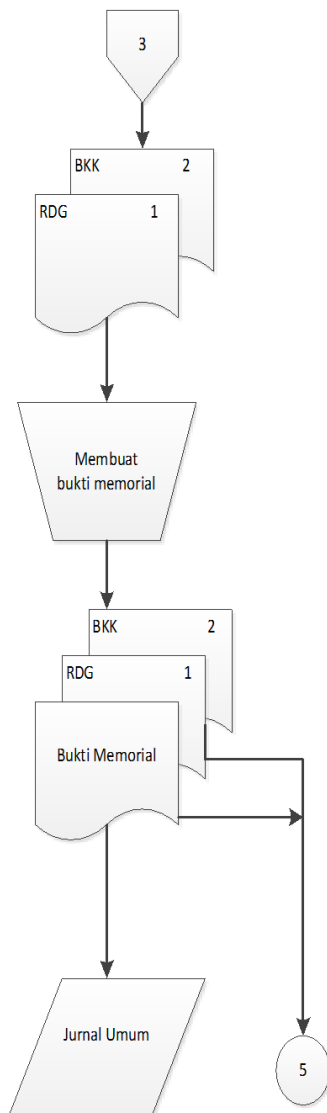 3
BKK 2
RDG 1
Membuat
bukti memorial
BKK 2
RDG 1
Bukti Memorial
Jurnal Umum
5